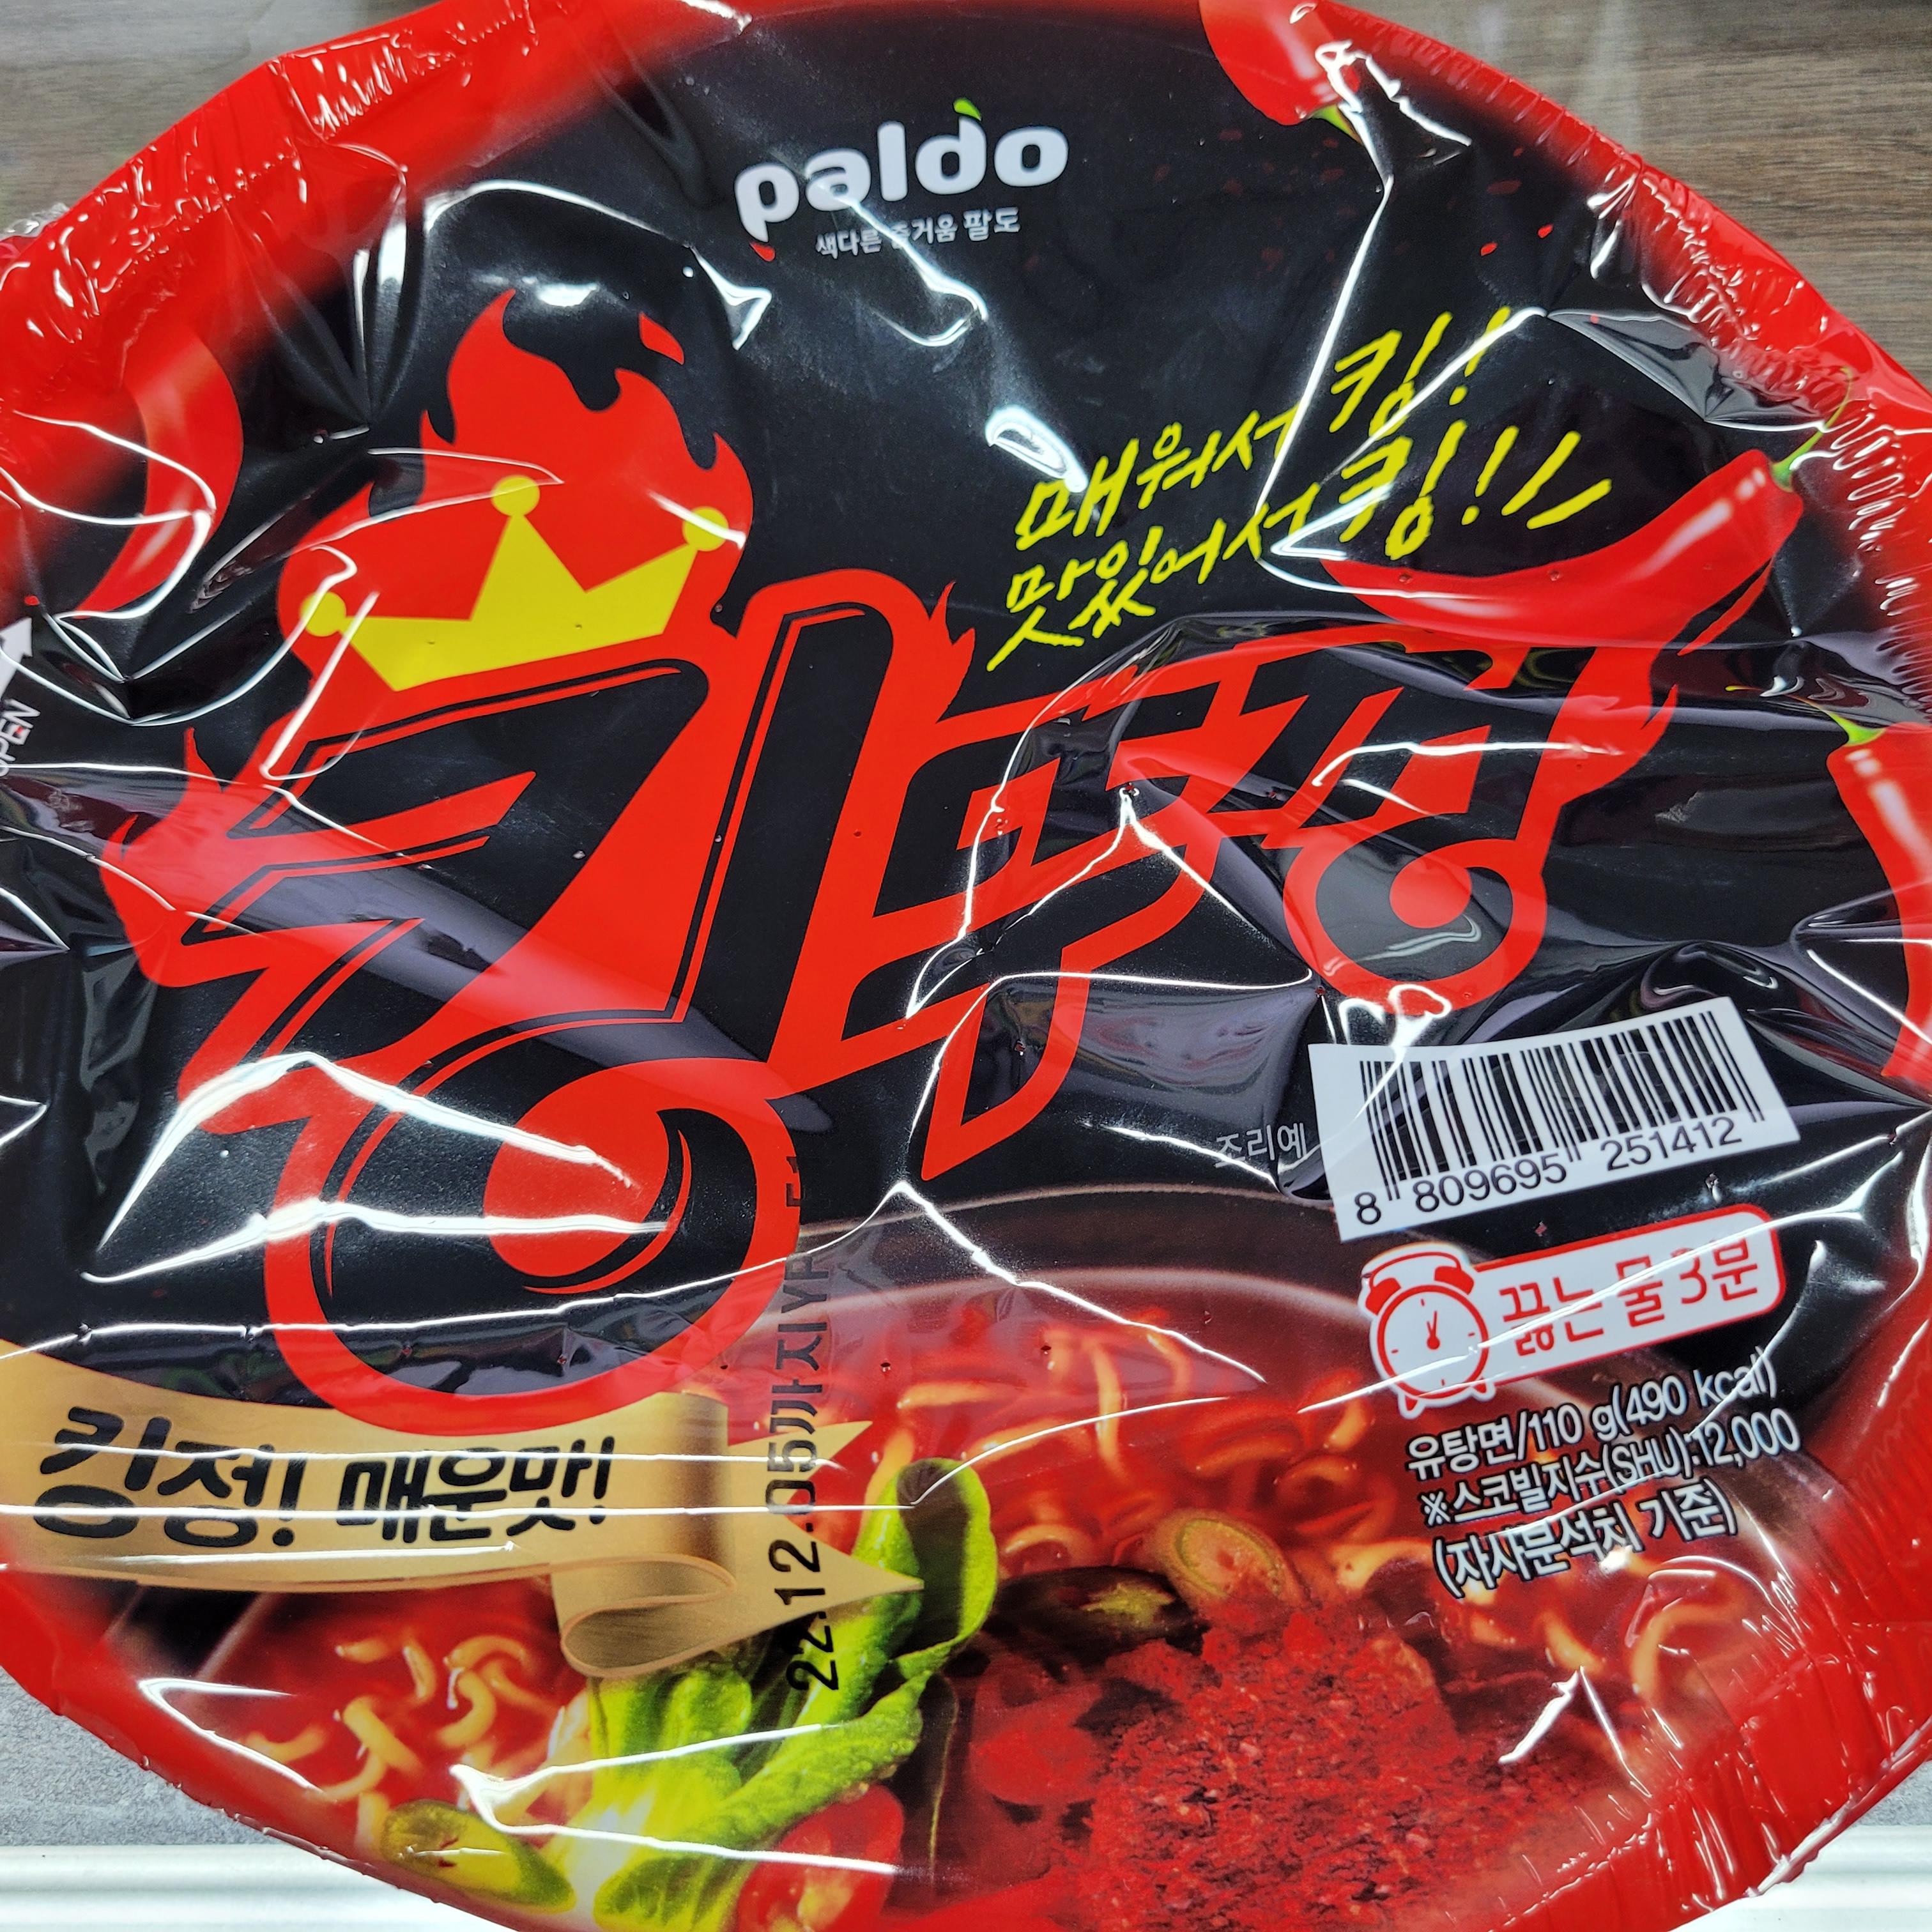 paldo
색다른 즐거움 팔도
매워서 킹!
맛있어서 킹!!
킹뚜껑
OPEN
조리예
8 809695 251412
끓는 물 3분
유탕면/110 g(490 kcal)
※스코빌지수(SHU):12,000
(자사분석치 기준)
킹정! 매운맛!
22.12.05까지